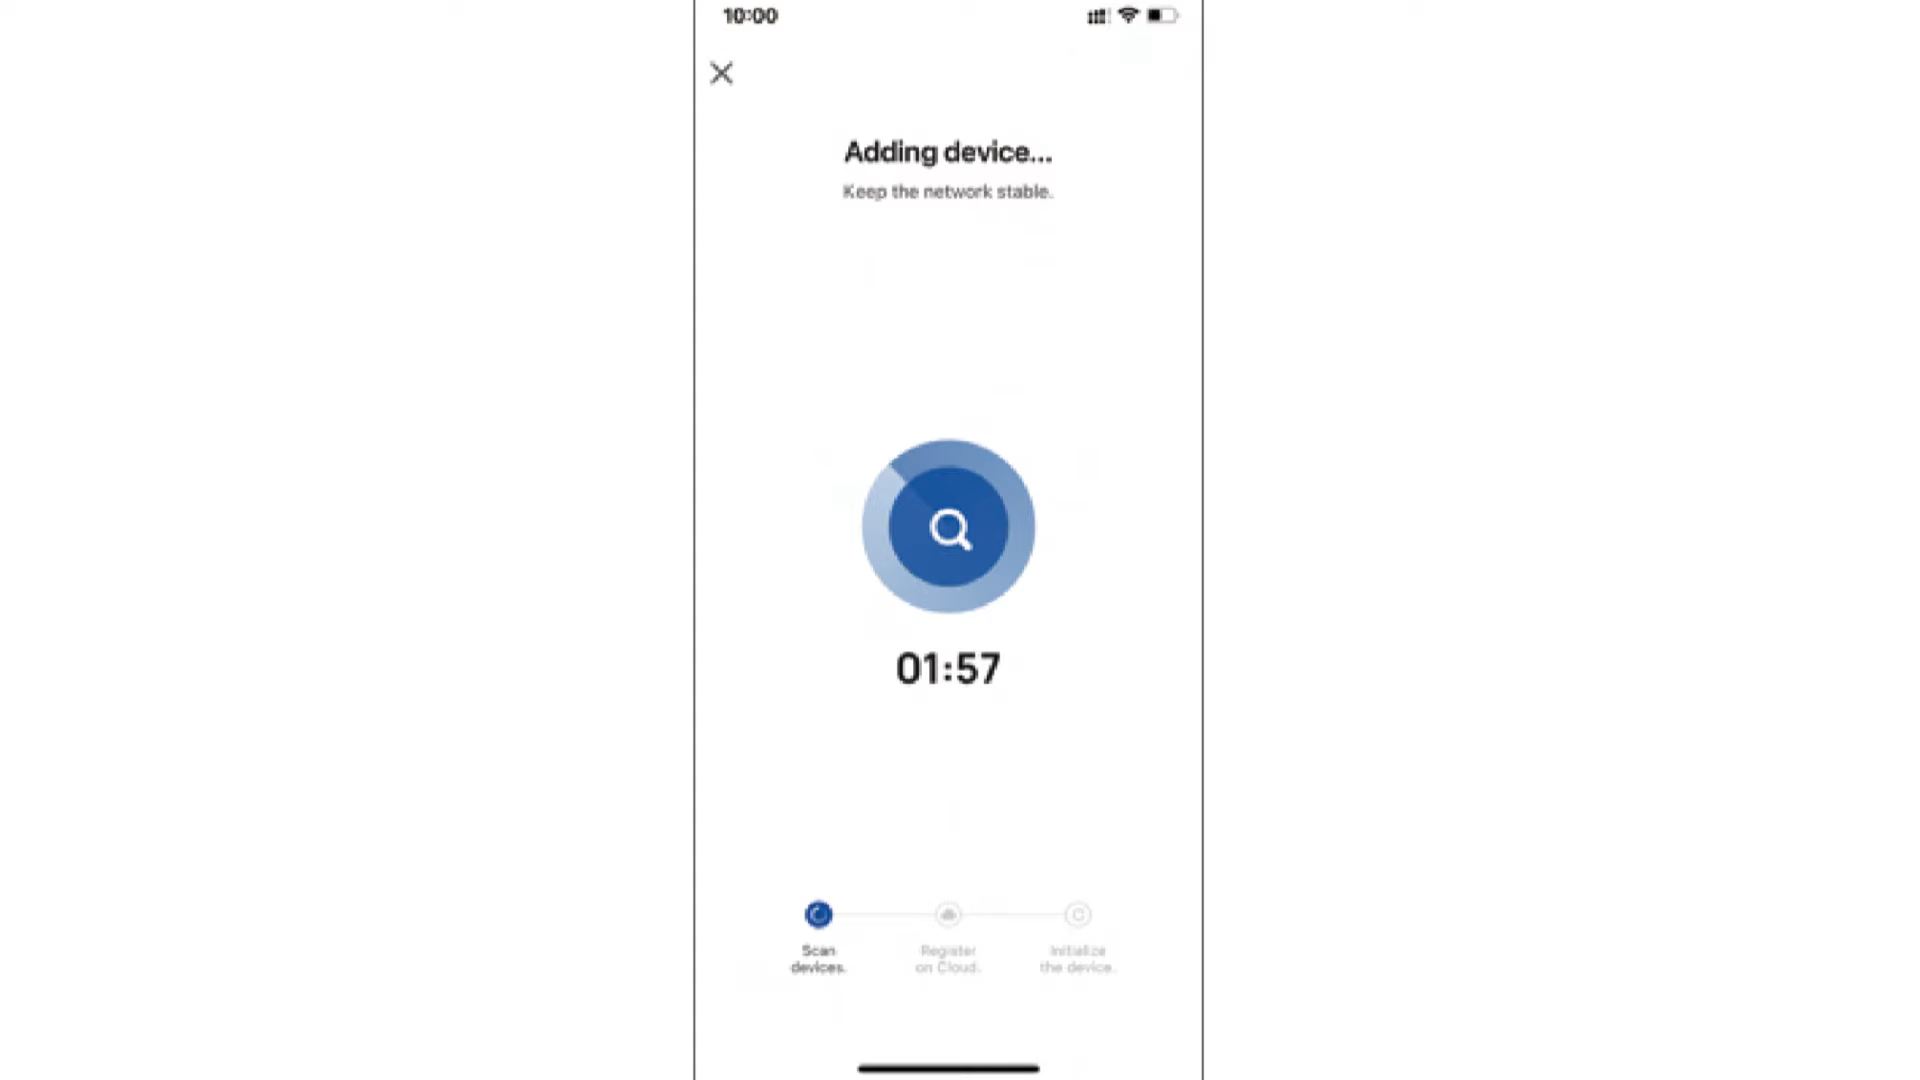 10:00
Adding device...
Keep the network stable.
01:57
Scan
devices.
Register
on Cloud.
Initialize
the device.